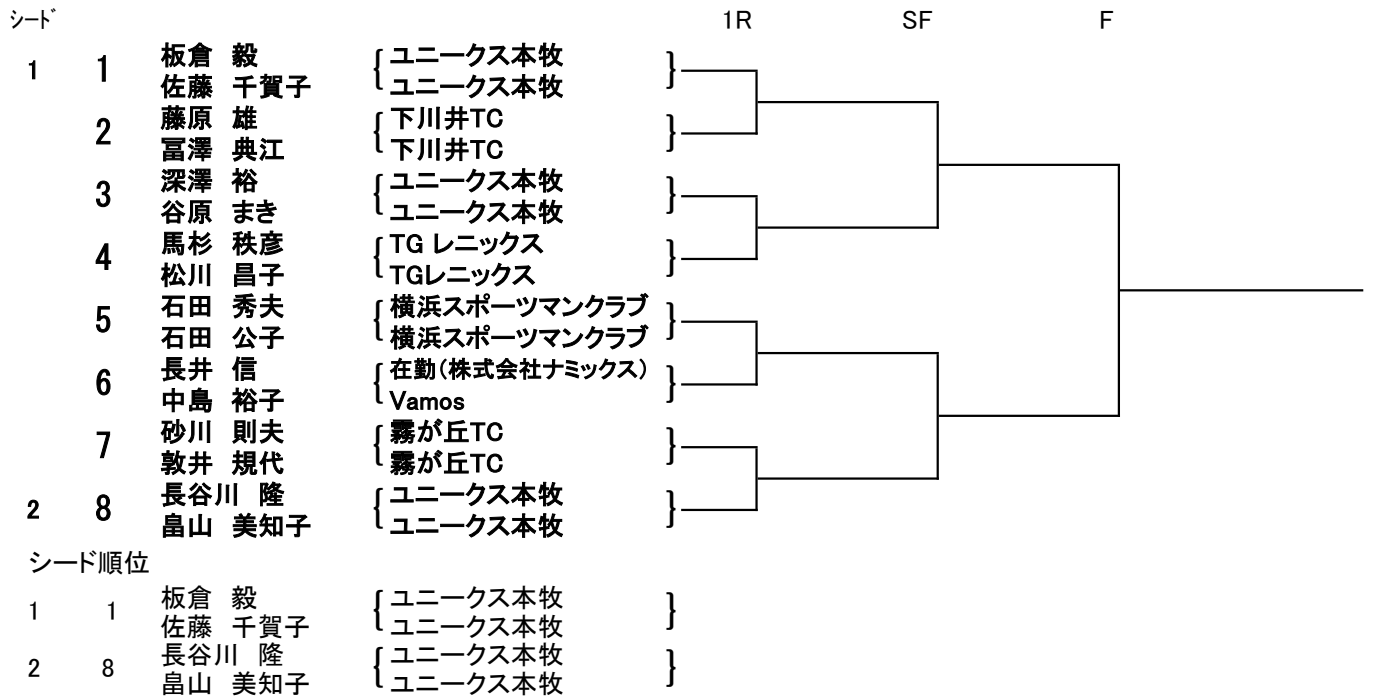 シード 1R SF F
板倉 毅 ユニークス本牧
1 1
佐藤 千賀子 ユニークス本牧
藤原 雄 下川井TC
2
冨澤 典江 下川井TC
深澤 裕 ユニークス本牧
3
谷原 まき ユニークス本牧
馬杉 秩彦 TG レニックス
4
松川 昌子 TGレニックス
石田 秀夫 横浜スポーツマンクラブ
5
石田 公子 横浜スポーツマンクラブ
長井 信 在勤(株式会社ナミックス)
6
中島 裕子 Vamos
砂川 則夫 霧が丘TC
7
敦井 規代 霧が丘TC
長谷川 隆 ユニークス本牧
2 8
畠山 美知子 ユニークス本牧
シード順位
板倉 毅 ユニークス本牧
1 1
佐藤 千賀子 ユニークス本牧
長谷川 隆 ユニークス本牧
2 8
畠山 美知子 ユニークス本牧